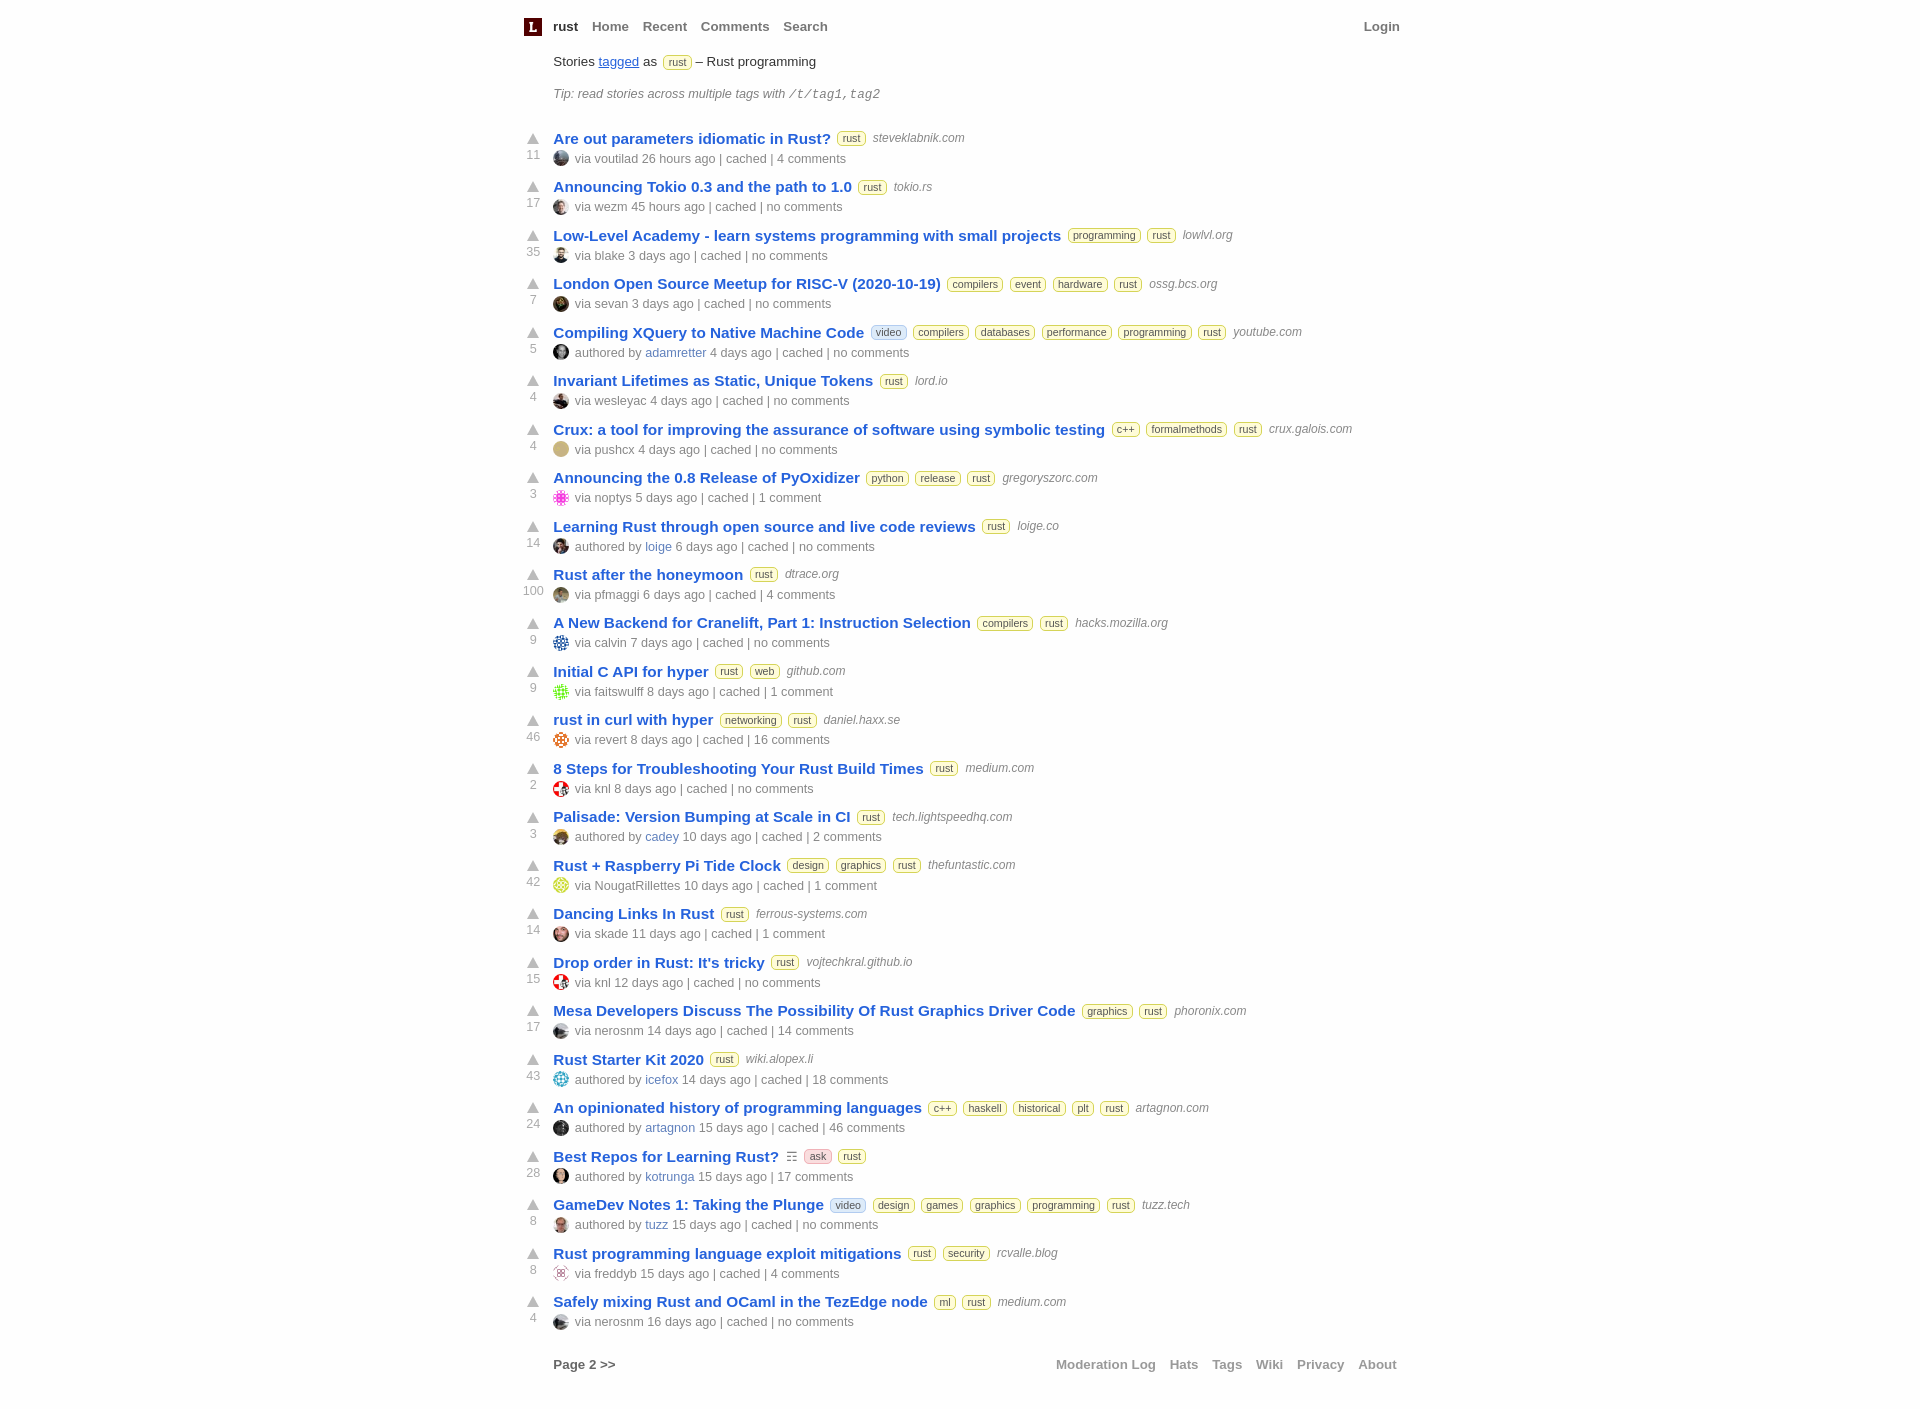 L rust Home Recent Comments Search Login
Stories tagged as rust – Rust programming
Tip: read stories across multiple tags with /t/tag1,tag2
Are out parameters idiomatic in Rust? rust steveklabnik.com
11 via voutilad 26 hours ago | cached | 4 comments
Announcing Tokio 0.3 and the path to 1.0 rust tokio.rs
17 via wezm 45 hours ago | cached | no comments
Low-Level Academy - learn systems programming with small projects programming rust lowlvl.org
35 via blake 3 days ago | cached | no comments
London Open Source Meetup for RISC-V (2020-10-19) compilers event hardware rust ossg.bcs.org
7 via sevan 3 days ago | cached | no comments
Compiling XQuery to Native Machine Code video compilers databases performance programming rust youtube.com
5 authored by adamretter 4 days ago | cached | no comments
Invariant Lifetimes as Static, Unique Tokens rust lord.io
4 via wesleyac 4 days ago | cached | no comments
Crux: a tool for improving the assurance of software using symbolic testing c++ formalmethods rust crux.galois.com
4 via pushcx 4 days ago | cached | no comments
Announcing the 0.8 Release of PyOxidizer python release rust gregoryszorc.com
3 via noptys 5 days ago | cached | 1 comment
Learning Rust through open source and live code reviews rust loige.co
14 authored by loige 6 days ago | cached | no comments
Rust after the honeymoon rust dtrace.org
100 via pfmaggi 6 days ago | cached | 4 comments
A New Backend for Cranelift, Part 1: Instruction Selection compilers rust hacks.mozilla.org
9 via calvin 7 days ago | cached | no comments
Initial C API for hyper rust web github.com
9 via faitswulff 8 days ago | cached | 1 comment
rust in curl with hyper networking rust daniel.haxx.se
46 via revert 8 days ago | cached | 16 comments
8 Steps for Troubleshooting Your Rust Build Times rust medium.com
2 via knl 8 days ago | cached | no comments
Palisade: Version Bumping at Scale in CI rust tech.lightspeedhq.com
3 authored by cadey 10 days ago | cached | 2 comments
Rust + Raspberry Pi Tide Clock design graphics rust thefuntastic.com
42 via NougatRillettes 10 days ago | cached | 1 comment
Dancing Links In Rust rust ferrous-systems.com
14 via skade 11 days ago | cached | 1 comment
Drop order in Rust: It's tricky rust vojtechkral.github.io
15 via knl 12 days ago | cached | no comments
Mesa Developers Discuss The Possibility Of Rust Graphics Driver Code graphics rust phoronix.com
17 via nerosnm 14 days ago | cached | 14 comments
Rust Starter Kit 2020 rust wiki.alopex.li
43 authored by icefox 14 days ago | cached | 18 comments
An opinionated history of programming languages c++ haskell historical plt rust artagnon.com
24 authored by artagnon 15 days ago | cached | 46 comments
Best Repos for Learning Rust? ☶ ask rust
28 authored by kotrunga 15 days ago | 17 comments
GameDev Notes 1: Taking the Plunge video design games graphics programming rust tuzz.tech
8 authored by tuzz 15 days ago | cached | no comments
Rust programming language exploit mitigations rust security rcvalle.blog
8 via freddyb 15 days ago | cached | 4 comments
Safely mixing Rust and OCaml in the TezEdge node ml rust medium.com
4 via nerosnm 16 days ago | cached | no comments
Page 2 >> Moderation Log Hats Tags Wiki Privacy About